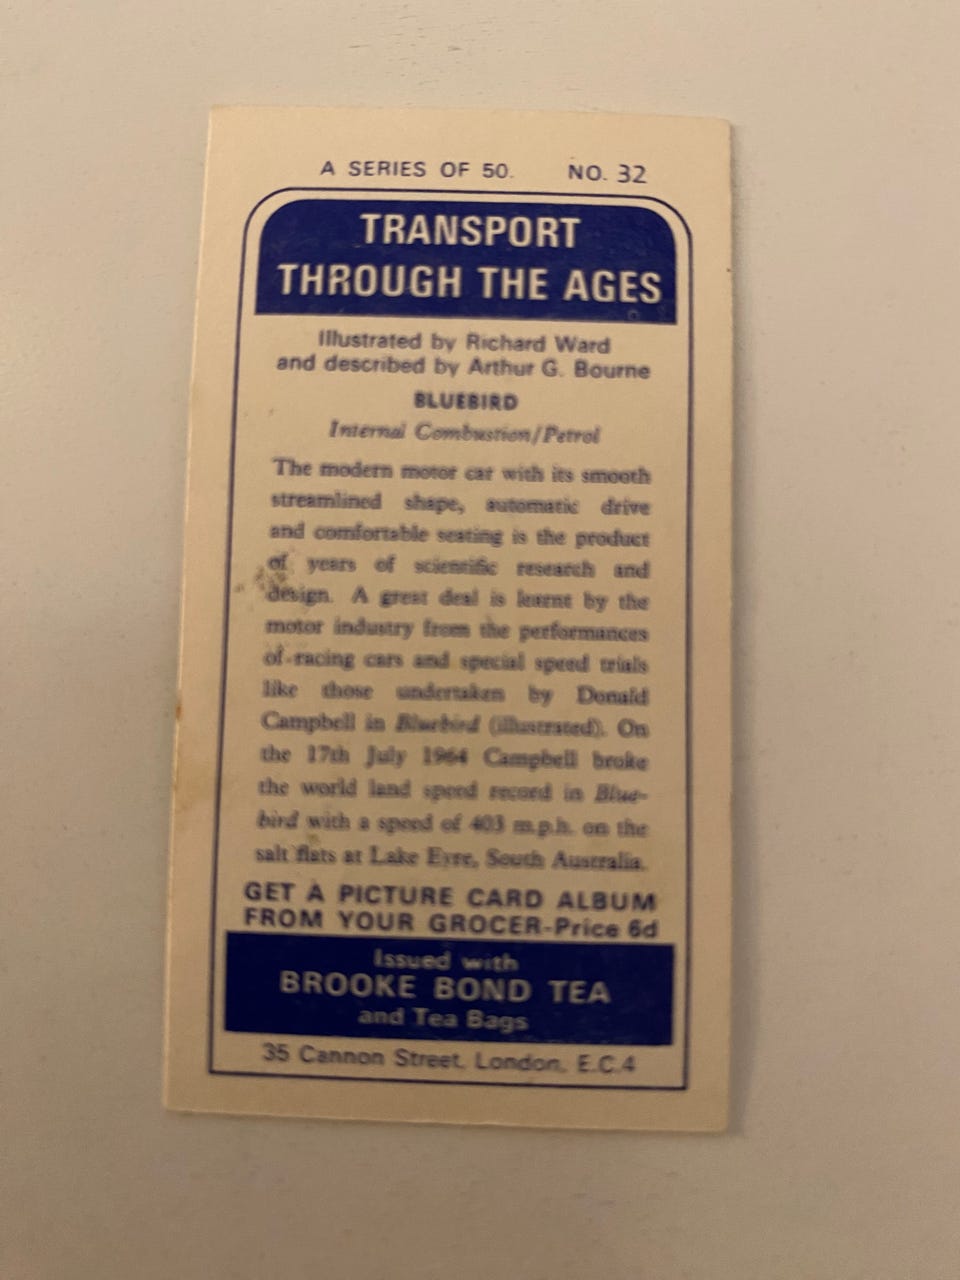 A SERIES OF 50. NO. 32
TRANSPORT
THROUGH THE AGES
Illustrated by Richard Ward
and described by Arthur G. Bourne
BLUEBIRD
Internal Combustion/Petrol
The modern motor car with its smooth
streamlined shape, automatic drive
and comfortable seating is the product
of years of scientific research and
design. A great deal is learnt by the
motor industry from the performances
of racing cars and special speed trials
like those undertaken by Donald
Campbell in Bluebird (illustrated). On
the 17th July 1964 Campbell broke
the world land speed record in Blue-
bird with a speed of 403 m.p.h. on the
salt flats at Lake Eyre, South Australia.
GET A PICTURE CARD ALBUM
FROM YOUR GROCER-Price 6d
Issued with
BROOKE BOND TEA
and Tea Bags
35 Cannon Street, London, E.C.4